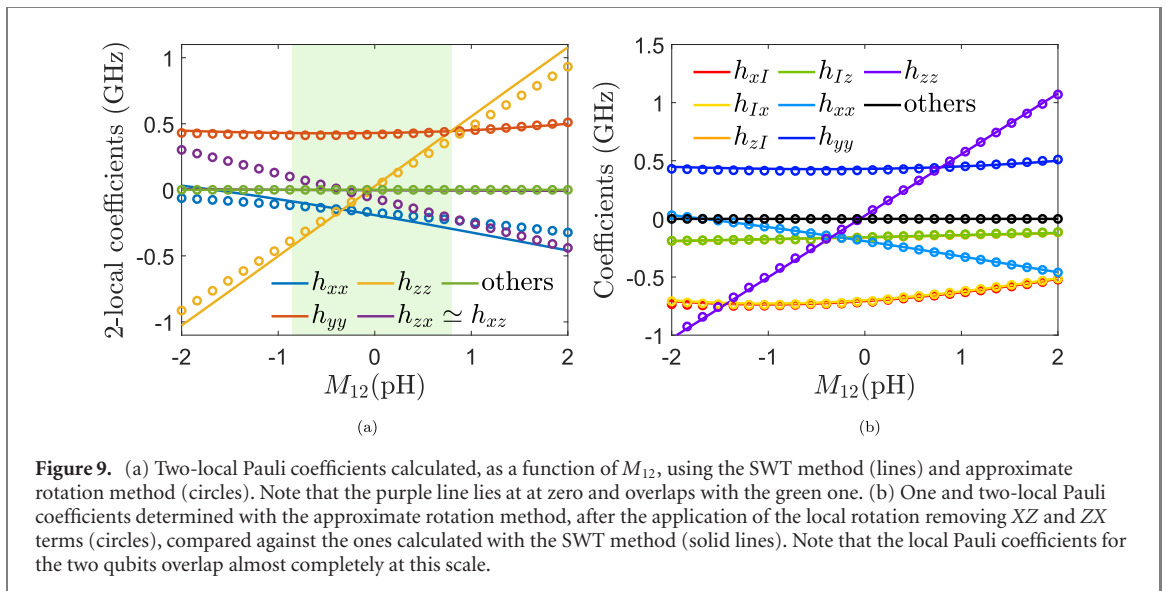 2-local coefficients (GHz)
1
0.5
0
-0.5
-1
h_xx h_zz others
h_yy h_zx ≃ h_xz
-2 -1 0 1 2
M_12(pH)
(a)
Coefficients (GHz)
1.5
1
0.5
0
-0.5
-1
h_xI h_Iz h_zz
h_Ix h_xx others
h_zI h_yy
-2 -1 0 1 2
M_12(pH)
(b)
Figure 9. (a) Two-local Pauli coefficients calculated, as a function of M_12, using the SWT method (lines) and approximate
rotation method (circles). Note that the purple line lies at at zero and overlaps with the green one. (b) One and two-local Pauli
coefficients determined with the approximate rotation method, after the application of the local rotation removing XZ and ZX
terms (circles), compared against the ones calculated with the SWT method (solid lines). Note that the local Pauli coefficients for
the two qubits overlap almost completely at this scale.